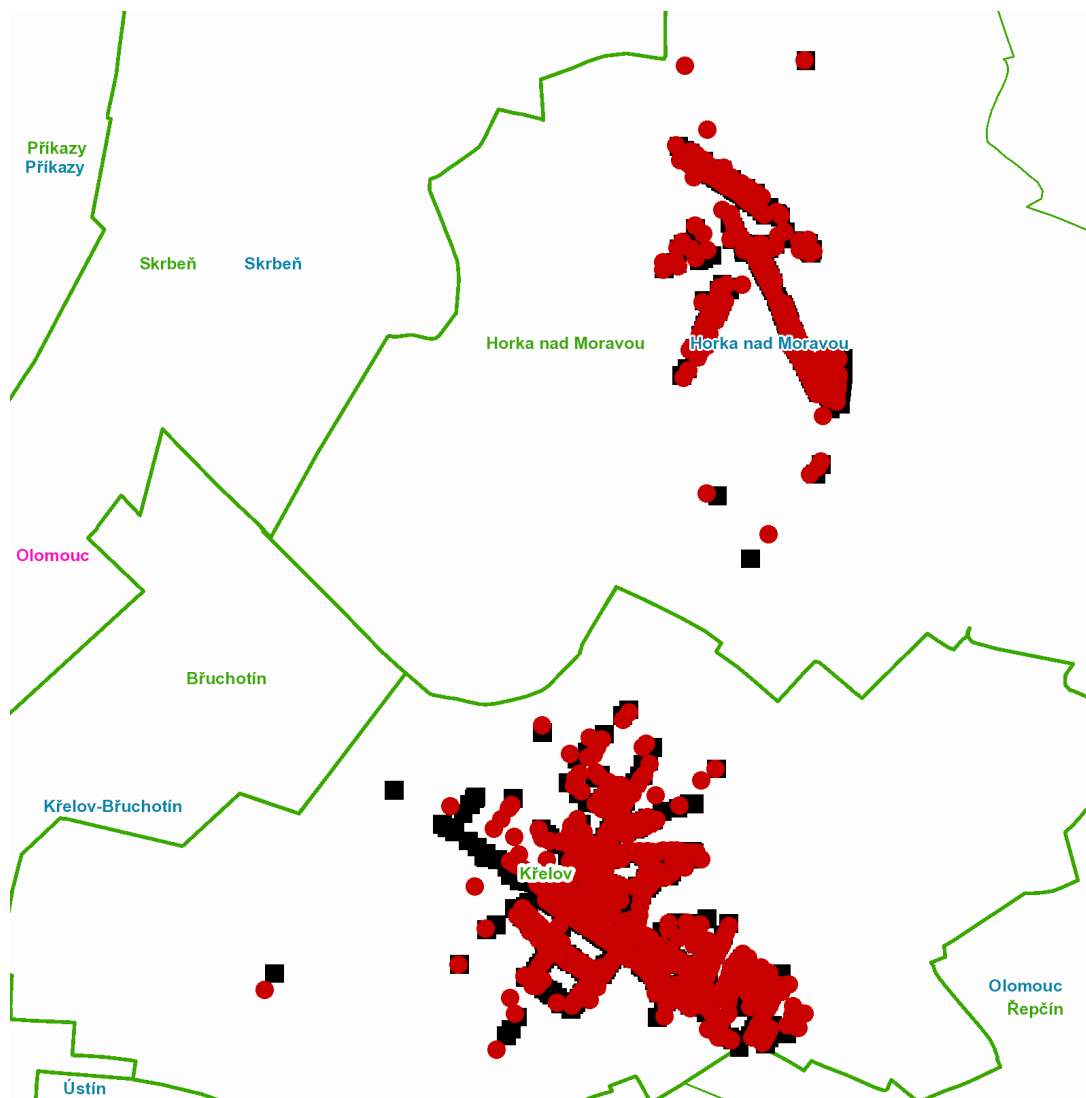 Příkazy
Příkazy
Skrbeň
Skrbeň
Horka nad Moravou
Horka nad Moravou
Olomouc
Břuchotín
Křelov-Břuchotín
Křelov
Olomouc
Řepčín
Ústín